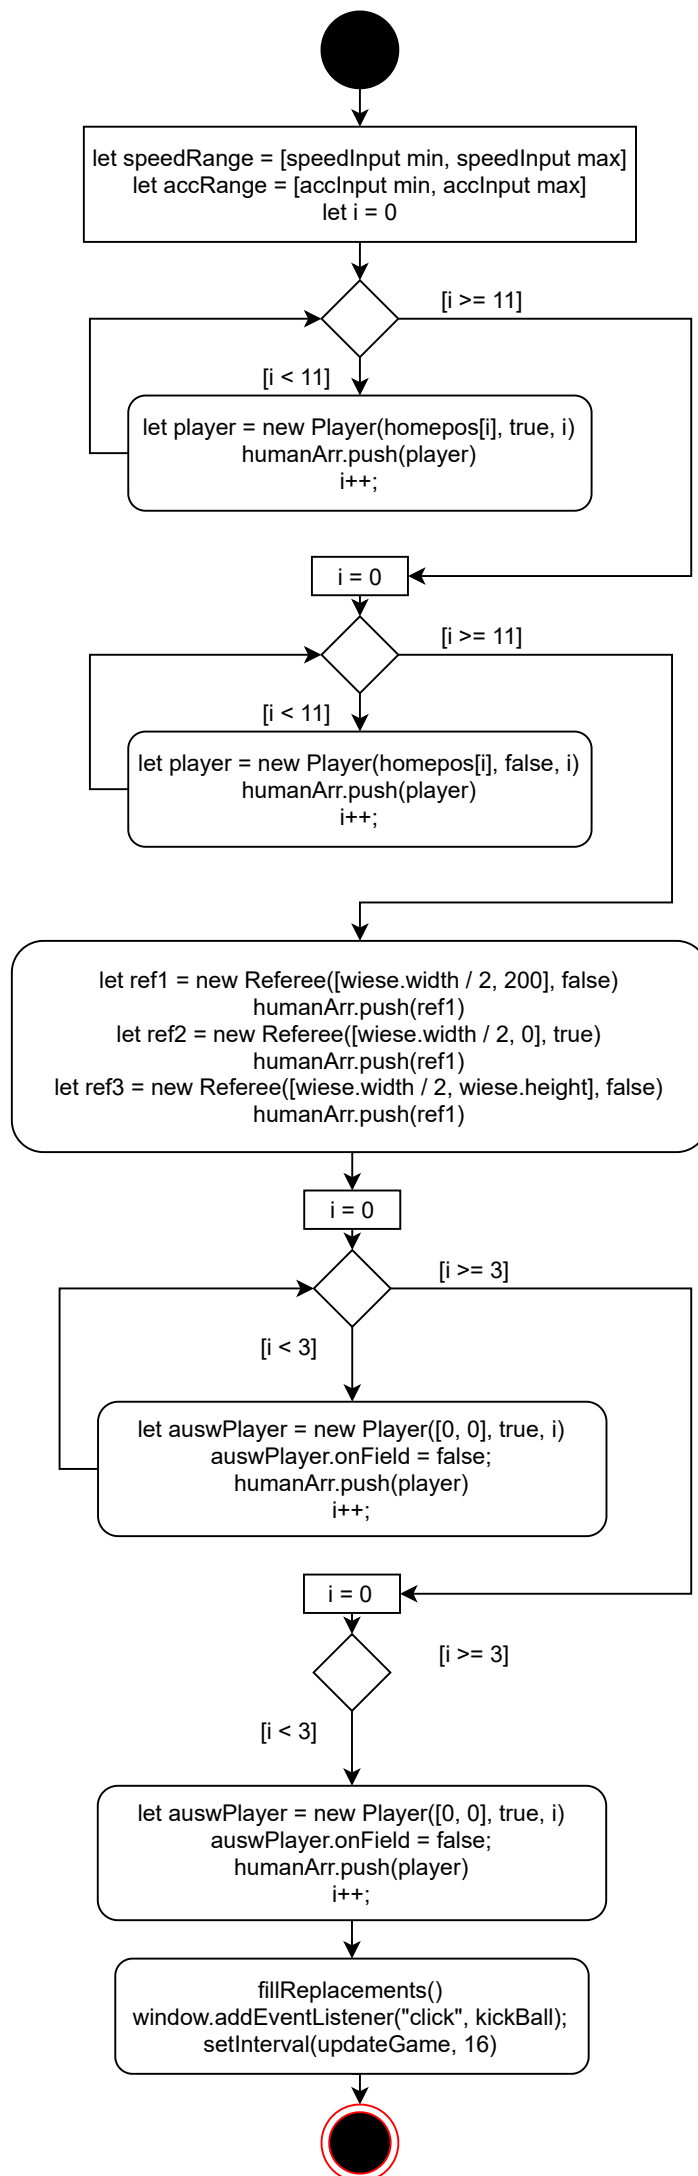 let speedRange = [speedInput min, speedInput max]
let accRange = [accInput min, accInput max]
let i = 0
[i >= 11]
[i < 11]
let player = new Player(homepos[i], true, i)
humanArr.push(player)
i++;
i = 0
[i >= 11]
[i < 11]
let player = new Player(homepos[i], false, i)
humanArr.push(player)
i++;
let ref1 = new Referee([wiese.width / 2, 200], false)
humanArr.push(ref1)
let ref2 = new Referee([wiese.width / 2, 0], true)
humanArr.push(ref1)
let ref3 = new Referee([wiese.width / 2, wiese.height], false)
humanArr.push(ref1)
i = 0
[i >= 3]
[i < 3]
let auswPlayer = new Player([0, 0], true, i)
auswPlayer.onField = false;
humanArr.push(player)
i++;
i = 0
[i >= 3]
[i < 3]
let auswPlayer = new Player([0, 0], true, i)
auswPlayer.onField = false;
humanArr.push(player)
i++;
fillReplacements()
window.addEventListener("click", kickBall);
setInterval(updateGame, 16)